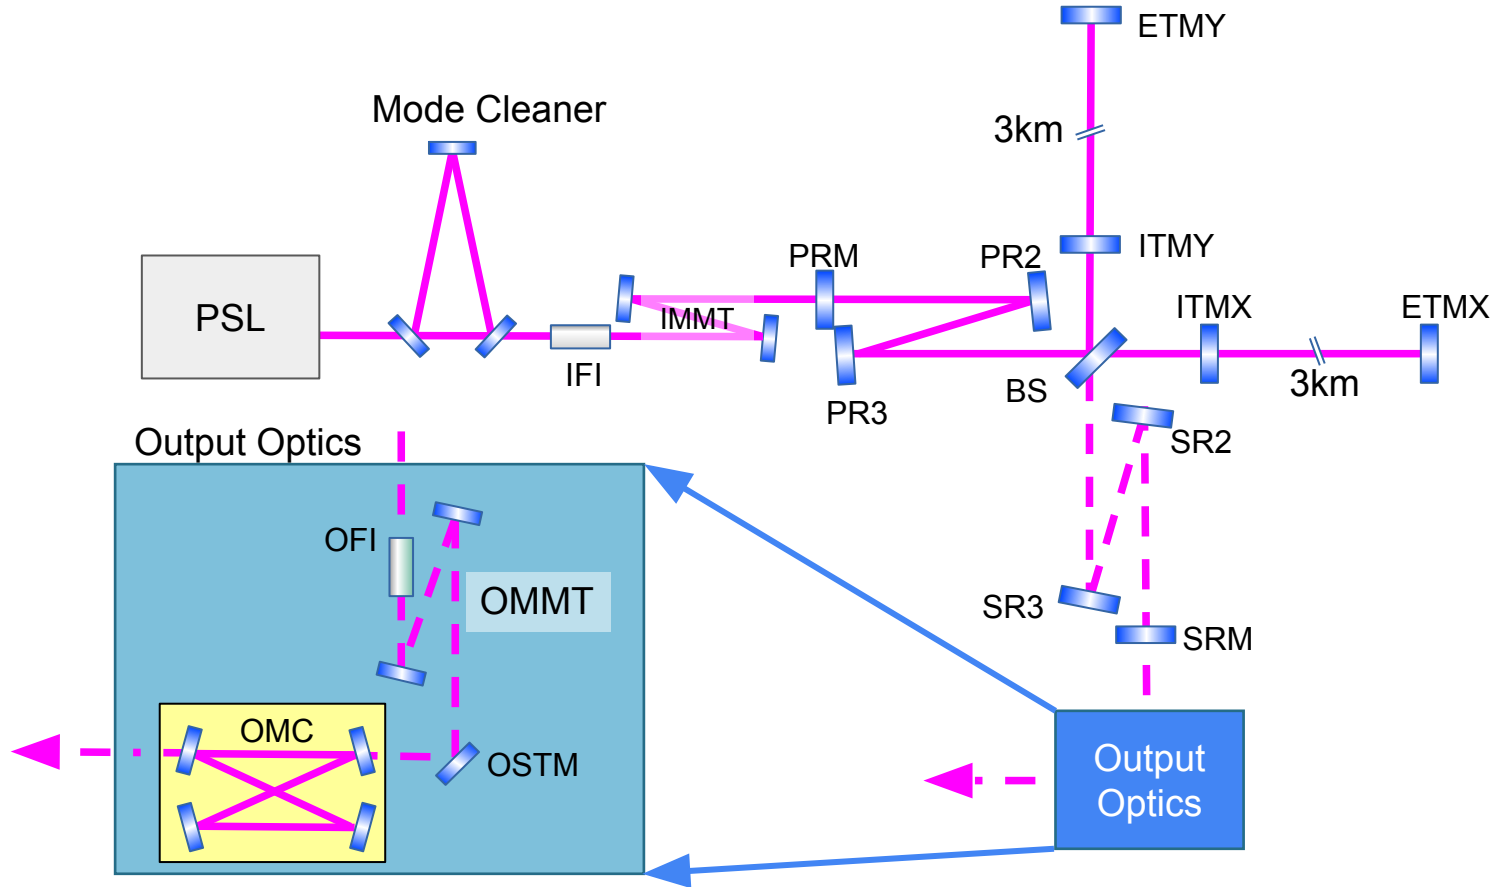 ETMY
Mode Cleaner
3km
ITMY
PRM
PR2
ITMX
ETMX
PSL
IMMT
IFI
3km
BS
PR3
Output Optics
SR2
OFI
OMMT
SR3
SRM
OMC
OSTM
Output
Optics